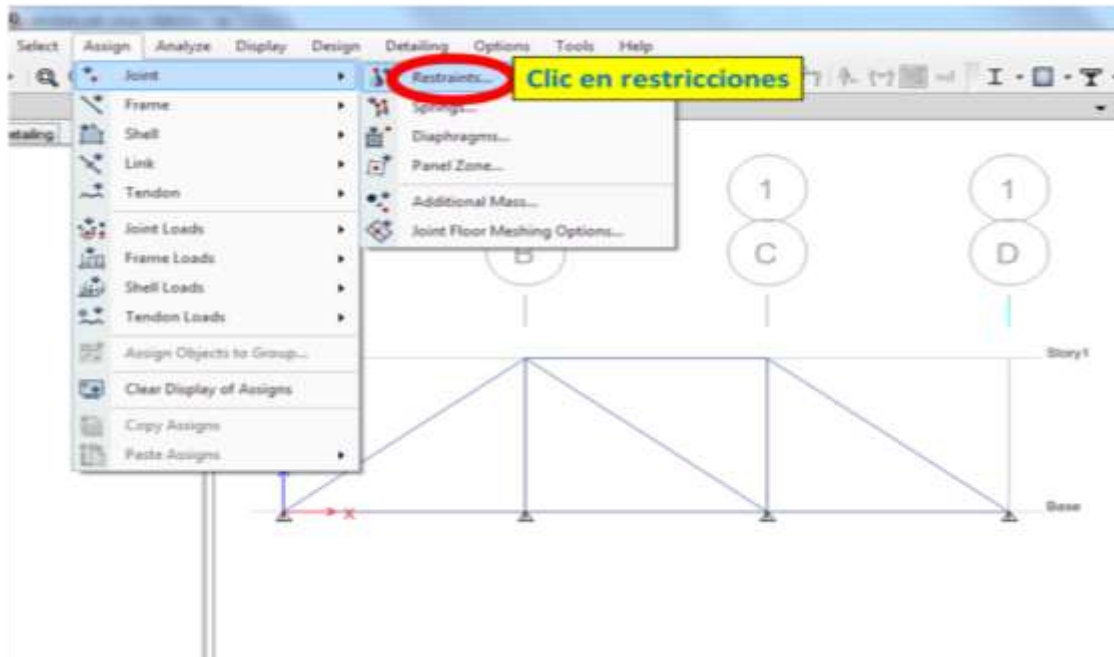 Select Assign Analyze Display Design Detailing Options Tools Help
Joint
Frame
Shell
Link
Tendon
Joint Loads
Frame Loads
Shell Loads
Tendon Loads
Assign Objects to Group...
Clear Display of Assigns
Copy Assigns
Paste Assigns
Restraints...
Clic en restricciones
Springs...
Diaphragms...
Panel Zone...
Additional Mass...
Joint Floor Meshing Options...
etailing
1 1
B C D
Story1
X
Base